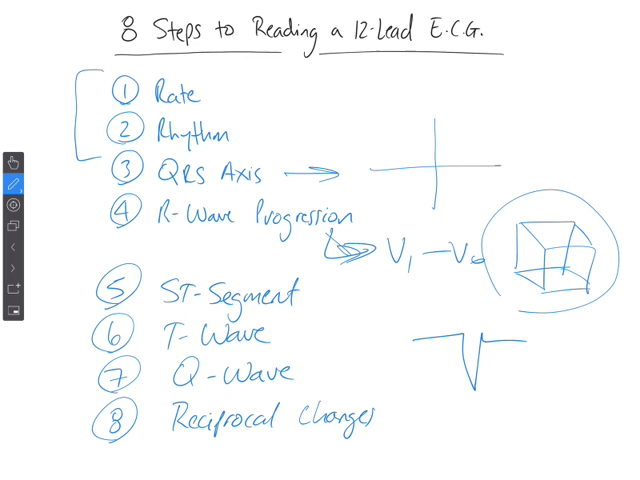 8 Steps to Reading a 12-Lead E.C.G.
1 Rate
2 Rhythm
3 QRS Axis
4 R-Wave Progression
V1 - V6
5 ST-Segment
6 T-Wave
7 Q-Wave
8 Reciprocal Changes